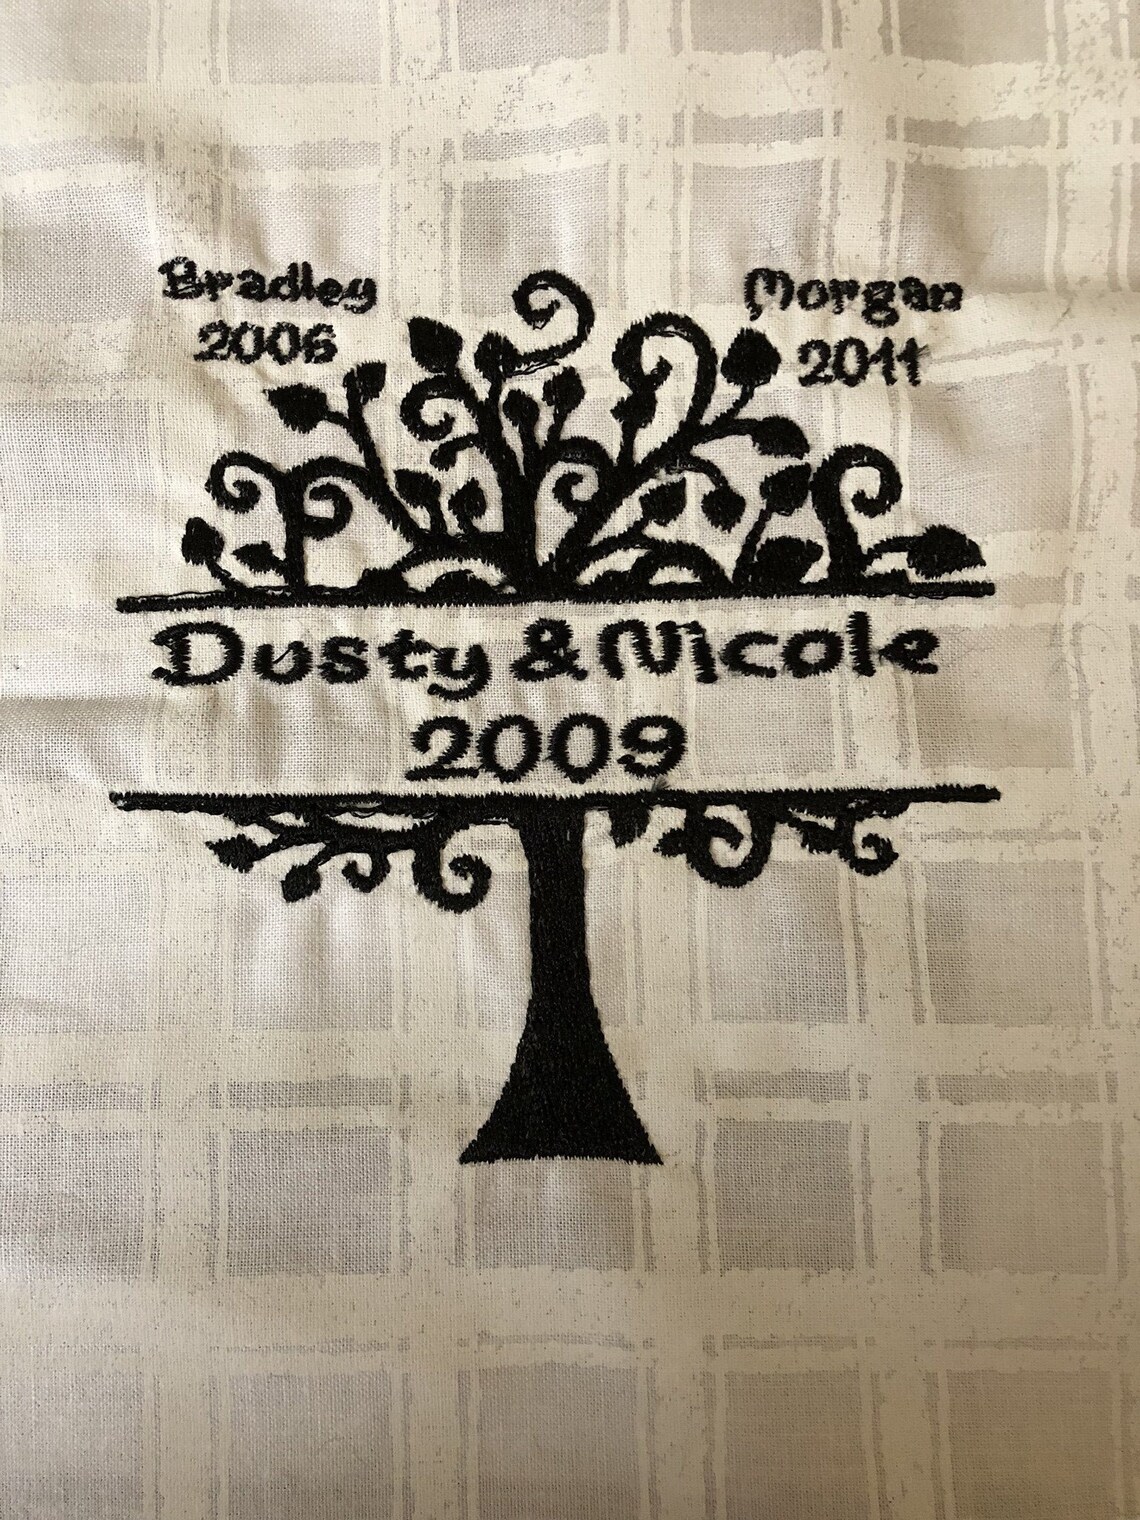 Bradley
2006
Morgan
2011
Dusty & Nicole
2009